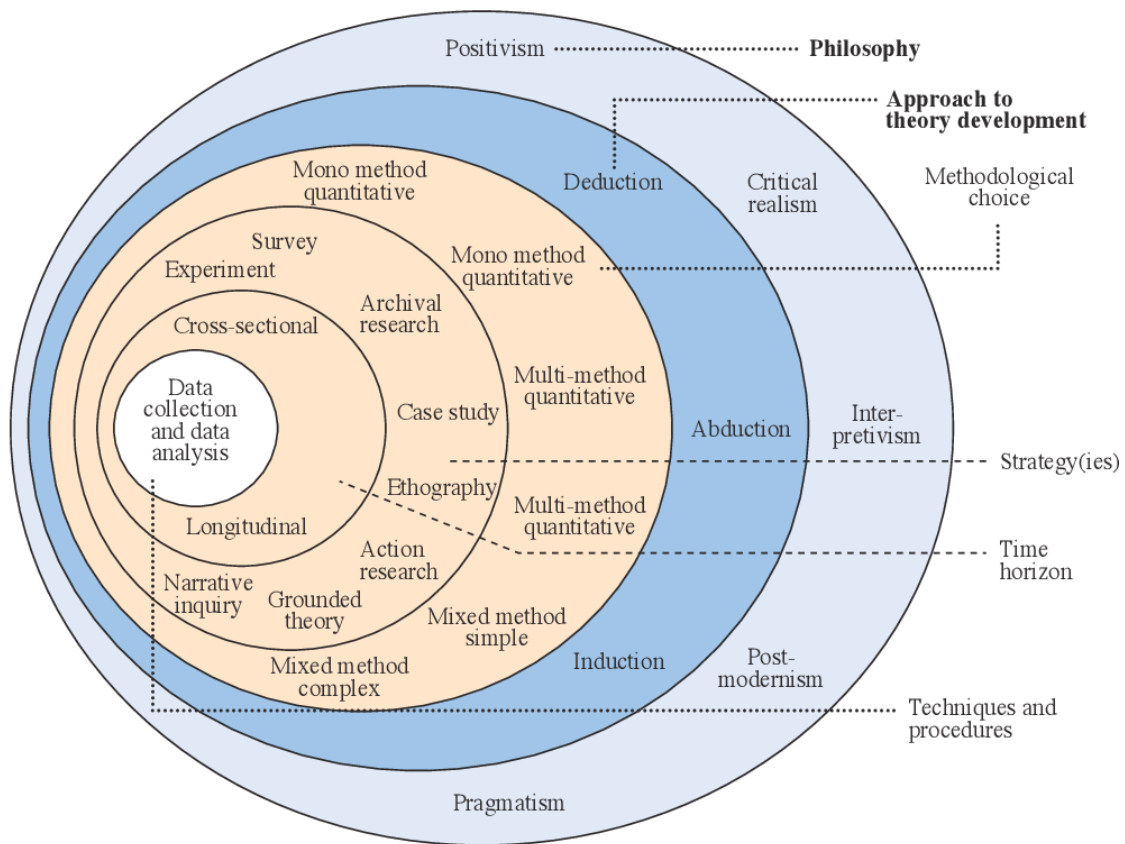 Positivism
Philosophy
Approach to
theory development
Deduction
Critical
realism
Methodological
choice
Mono method
quantitative
Mono method
quantitative
Survey
Experiment
Archival
research
Cross-sectional
Data
collection
and data
analysis
Case study
Multi-method
quantitative
Abduction
Inter-
pretivism
Strategy(ies)
Ethography
Multi-method
quantitative
Longitudinal
Action
research
Time
horizon
Narrative
inquiry
Grounded
theory
Mixed method
simple
Mixed method
complex
Induction
Post-
modernism
Techniques and
procedures
Pragmatism